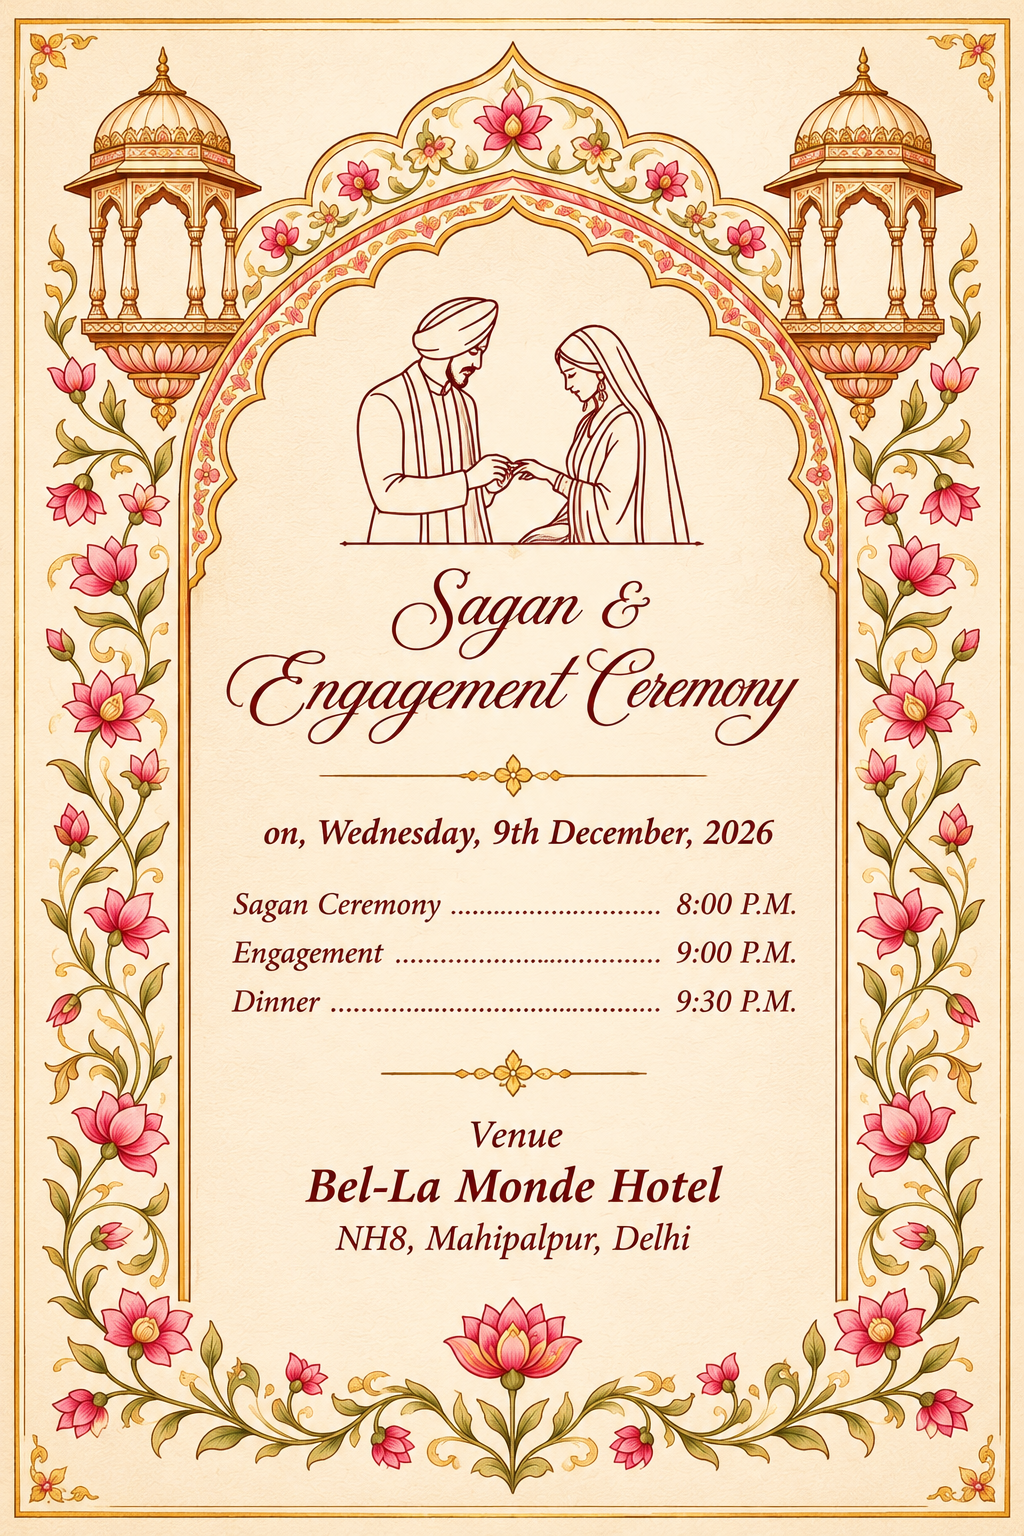 Sagan &
Engagement Ceremony
on, Wednesday, 9th December, 2026
Sagan Ceremony ................................. 8:00 P.M.
Engagement ......................................... 9:00 P.M.
Dinner ................................................... 9:30 P.M.
Venue
Bel-La Monde Hotel
NH8, Mahipalpur, Delhi